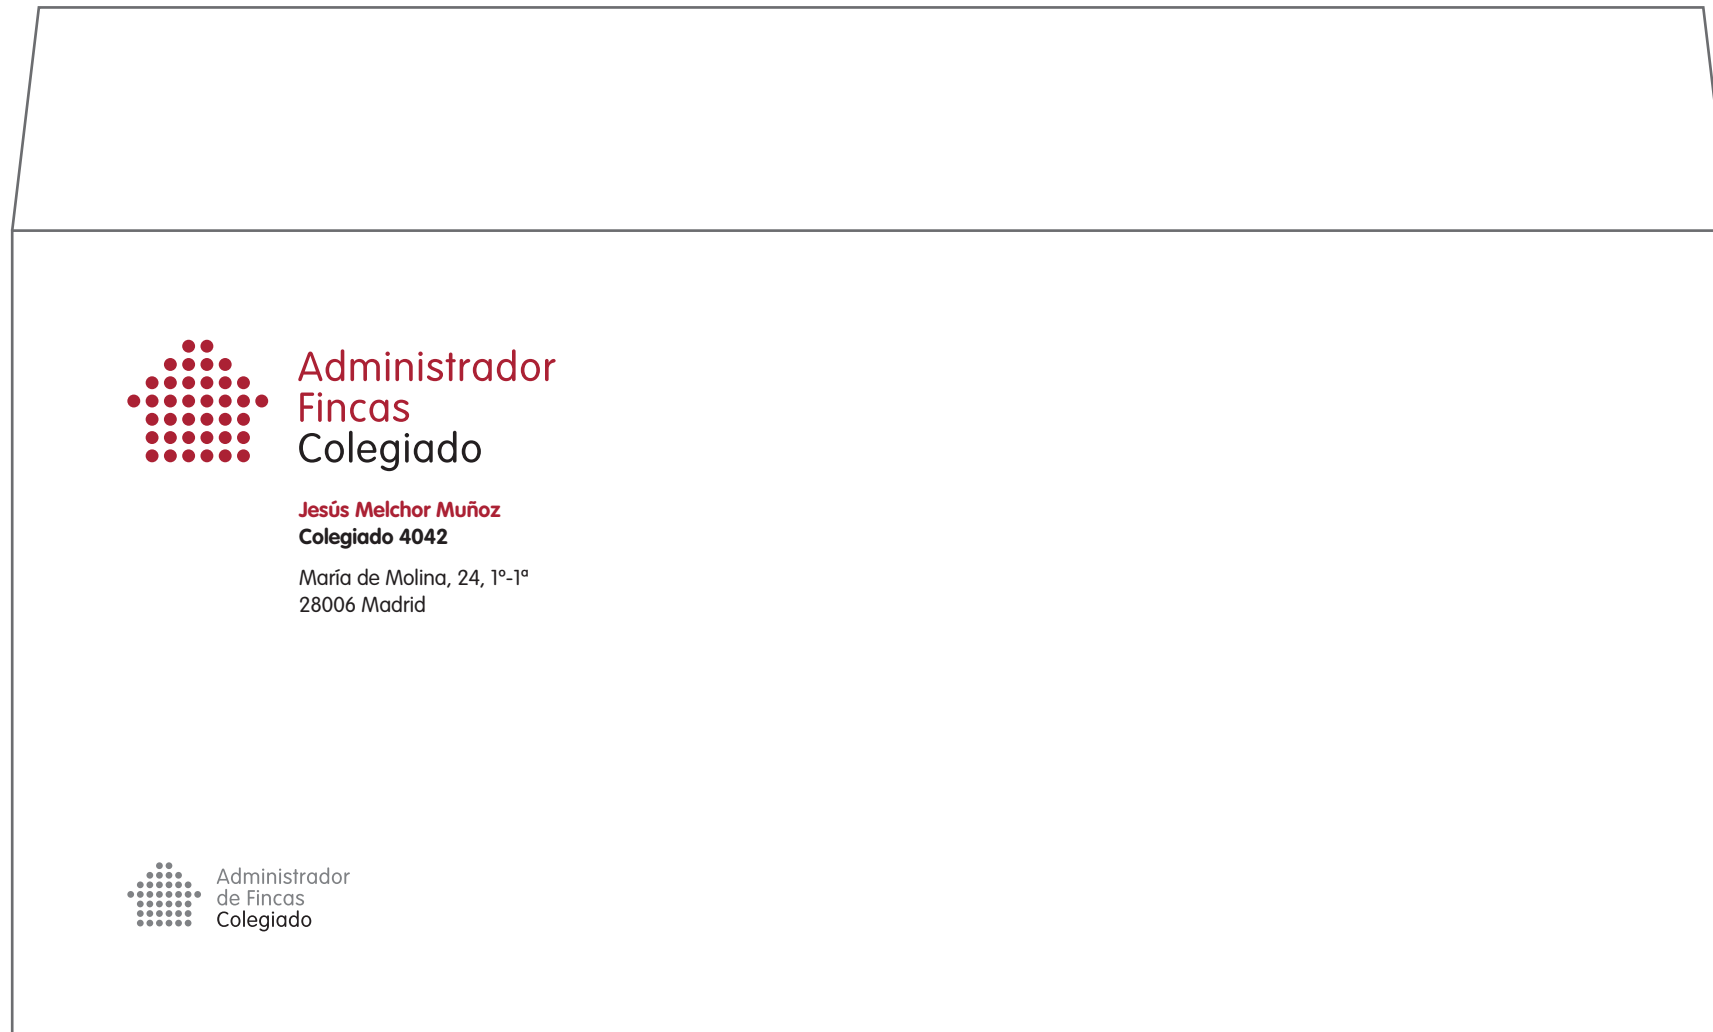 Administrador
Fincas
Colegiado
Jesús Melchor Muñoz
Colegiado 4042
María de Molina, 24, 1º-1ª
28006 Madrid
Administrador
de Fincas
Colegiado